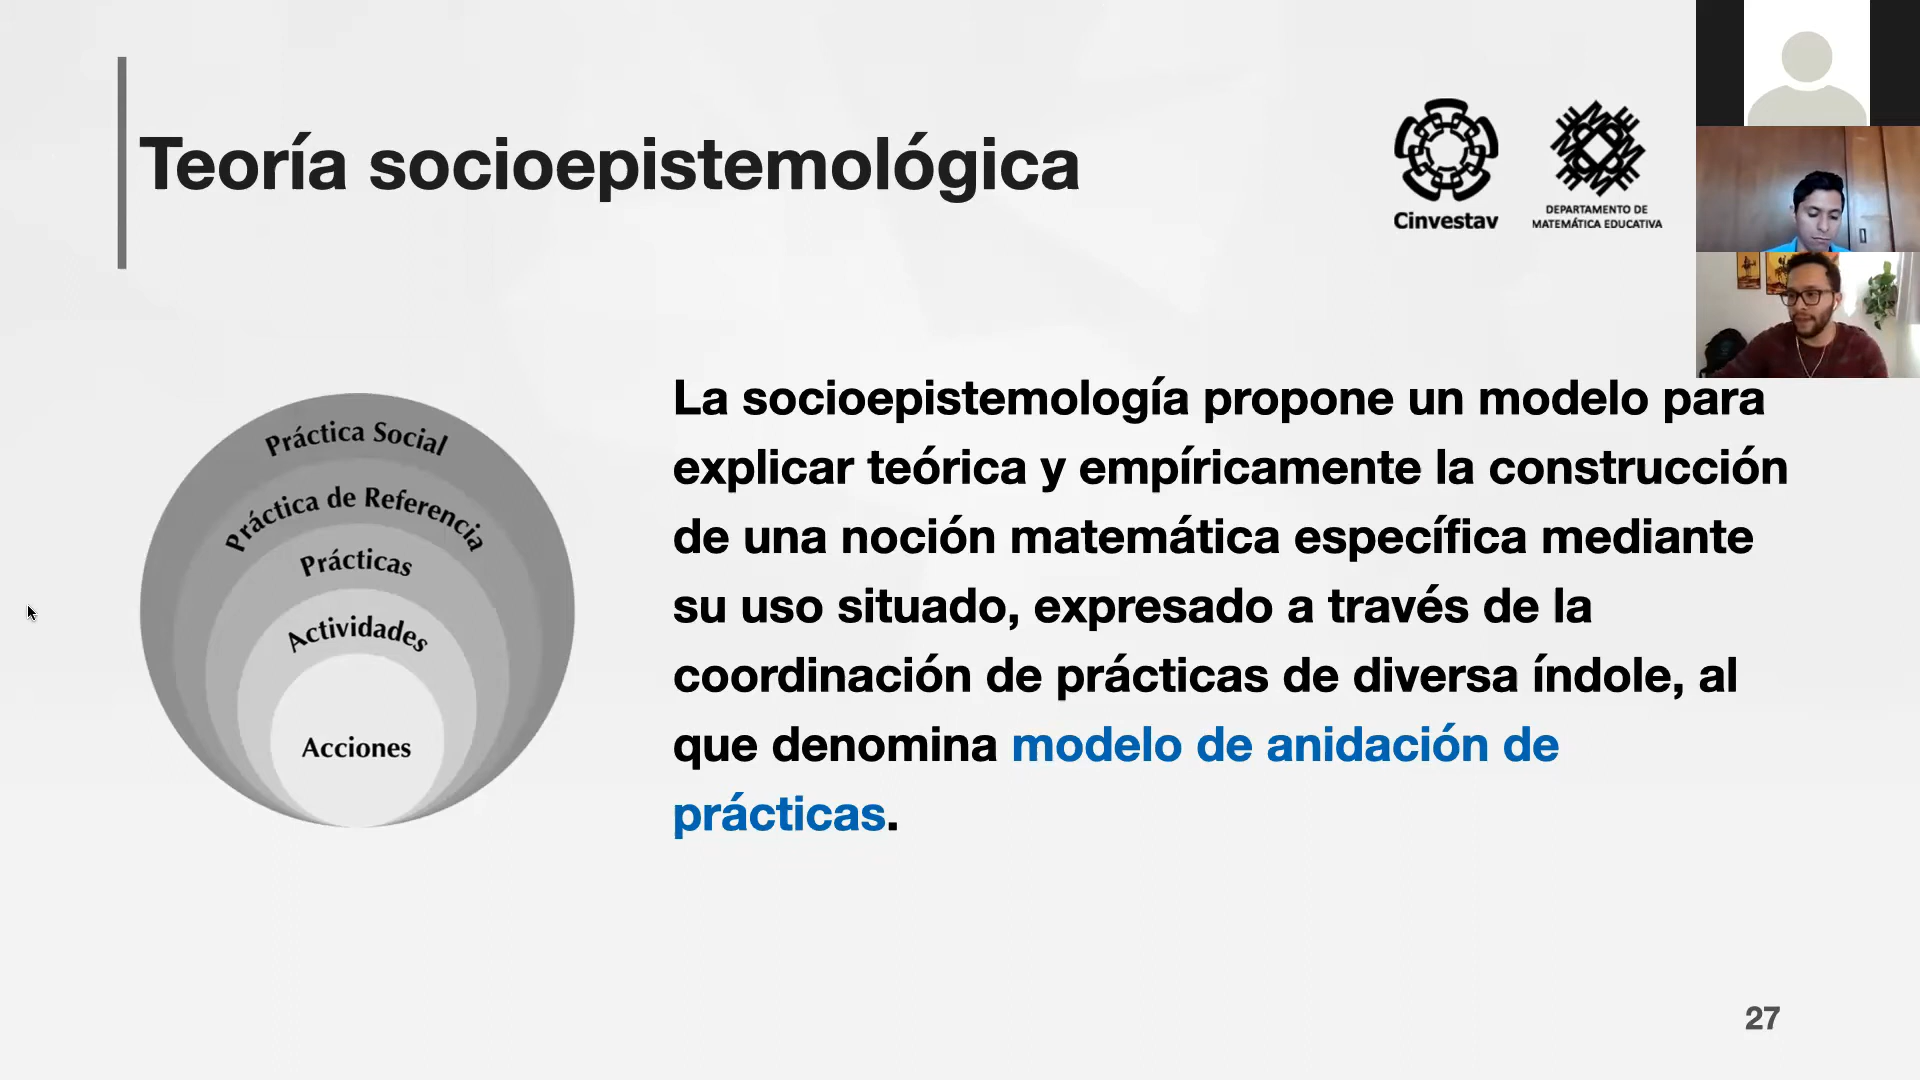 Teoría socioepistemológica
Cinvestav
DEPARTAMENTO DE
MATEMÁTICA EDUCATIVA
Práctica Social
Práctica de Referencia
Prácticas
Actividades
Acciones
La socioepistemología propone un modelo para
explicar teórica y empíricamente la construcción
de una noción matemática específica mediante
su uso situado, expresado a través de la
coordinación de prácticas de diversa índole, al
que denomina modelo de anidación de
prácticas.
27